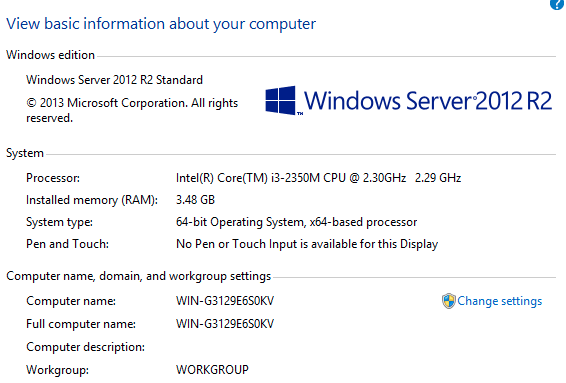 ?
View basic information about your computer
Windows edition
Windows Server 2012 R2 Standard
© 2013 Microsoft Corporation. All rights
reserved.
Windows Server® 2012 R2
™
System
Processor: Intel(R) Core(TM) i3-2350M CPU @ 2.30GHz 2.29 GHz
Installed memory (RAM): 3.48 GB
System type: 64-bit Operating System, x64-based processor
Pen and Touch: No Pen or Touch Input is available for this Display
Computer name, domain, and workgroup settings
Computer name: WIN-G3129E6S0KV Change settings
Full computer name: WIN-G3129E6S0KV
Computer description:
Workgroup: WORKGROUP